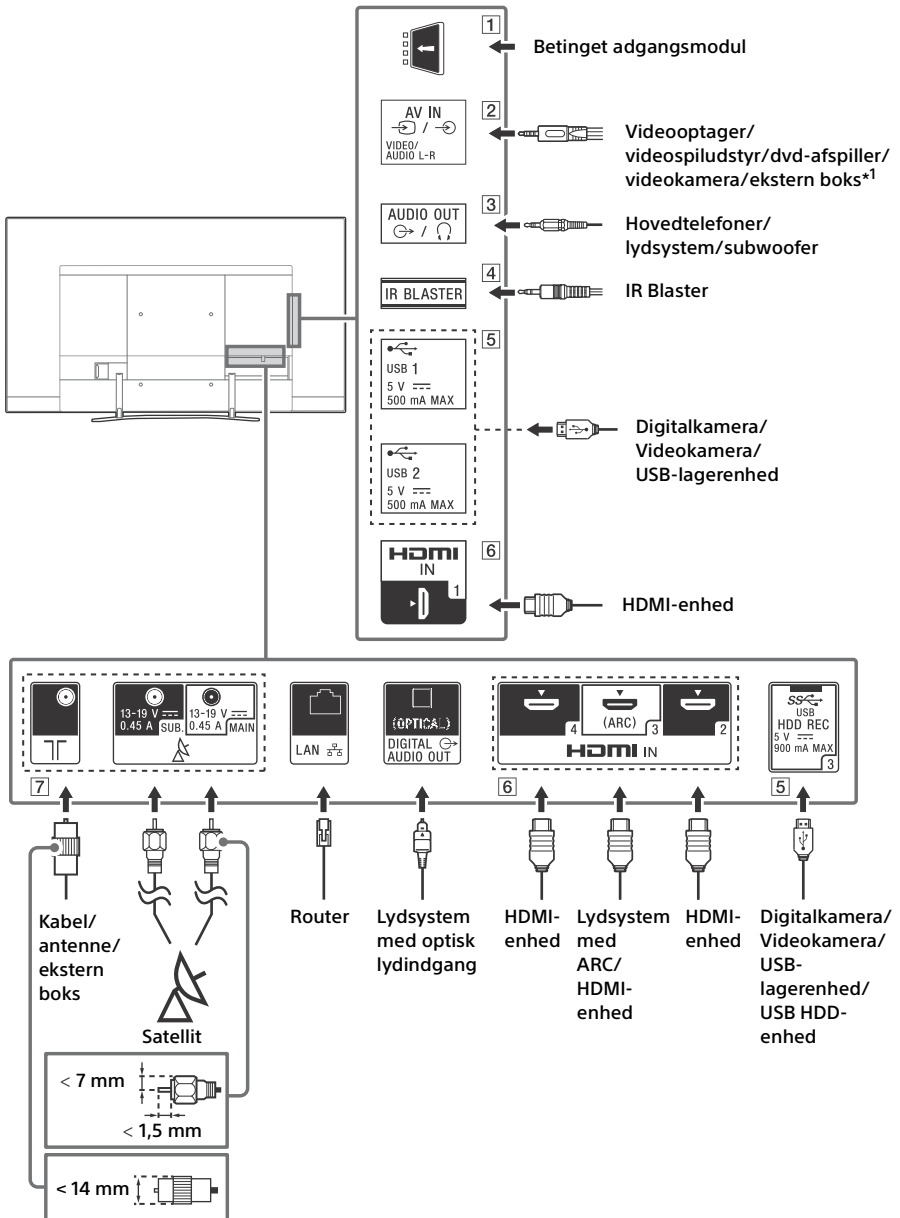 1
Betinget adgangsmodul
2
AV IN
/
VIDEO/
AUDIO L-R
Videooptager/
videospiludstyr/dvd-afspiller/
videokamera/ekstern boks*1
3
AUDIO OUT
/
Hovedtelefoner/
lydsystem/subwoofer
4
IR BLASTER
IR Blaster
5
USB 1
5 V
500 mA MAX
USB 2
5 V
500 mA MAX
Digitalkamera/
Videokamera/
USB-lagerenhed
6
HDMI
IN
1
HDMI-enhed
13-19 V
0.45 A SUB.
13-19 V
0.45 A MAIN
LAN
(OPTICAL)
DIGITAL
AUDIO OUT
4
(ARC) 3
2
HDMI IN
SS
USB
HDD REC
5 V
900 mA MAX
3
7
6
5
Kabel/
antenne/
ekstern
boks
Satellit
Router
Lydsystem
med optisk
lydindgang
HDMI-
enhed
Lydsystem
med
ARC/
HDMI-
enhed
HDMI-
enhed
Digitalkamera/
Videokamera/
USB-
lagerenhed/
USB HDD-
enhed
< 7 mm
< 1,5 mm
< 14 mm